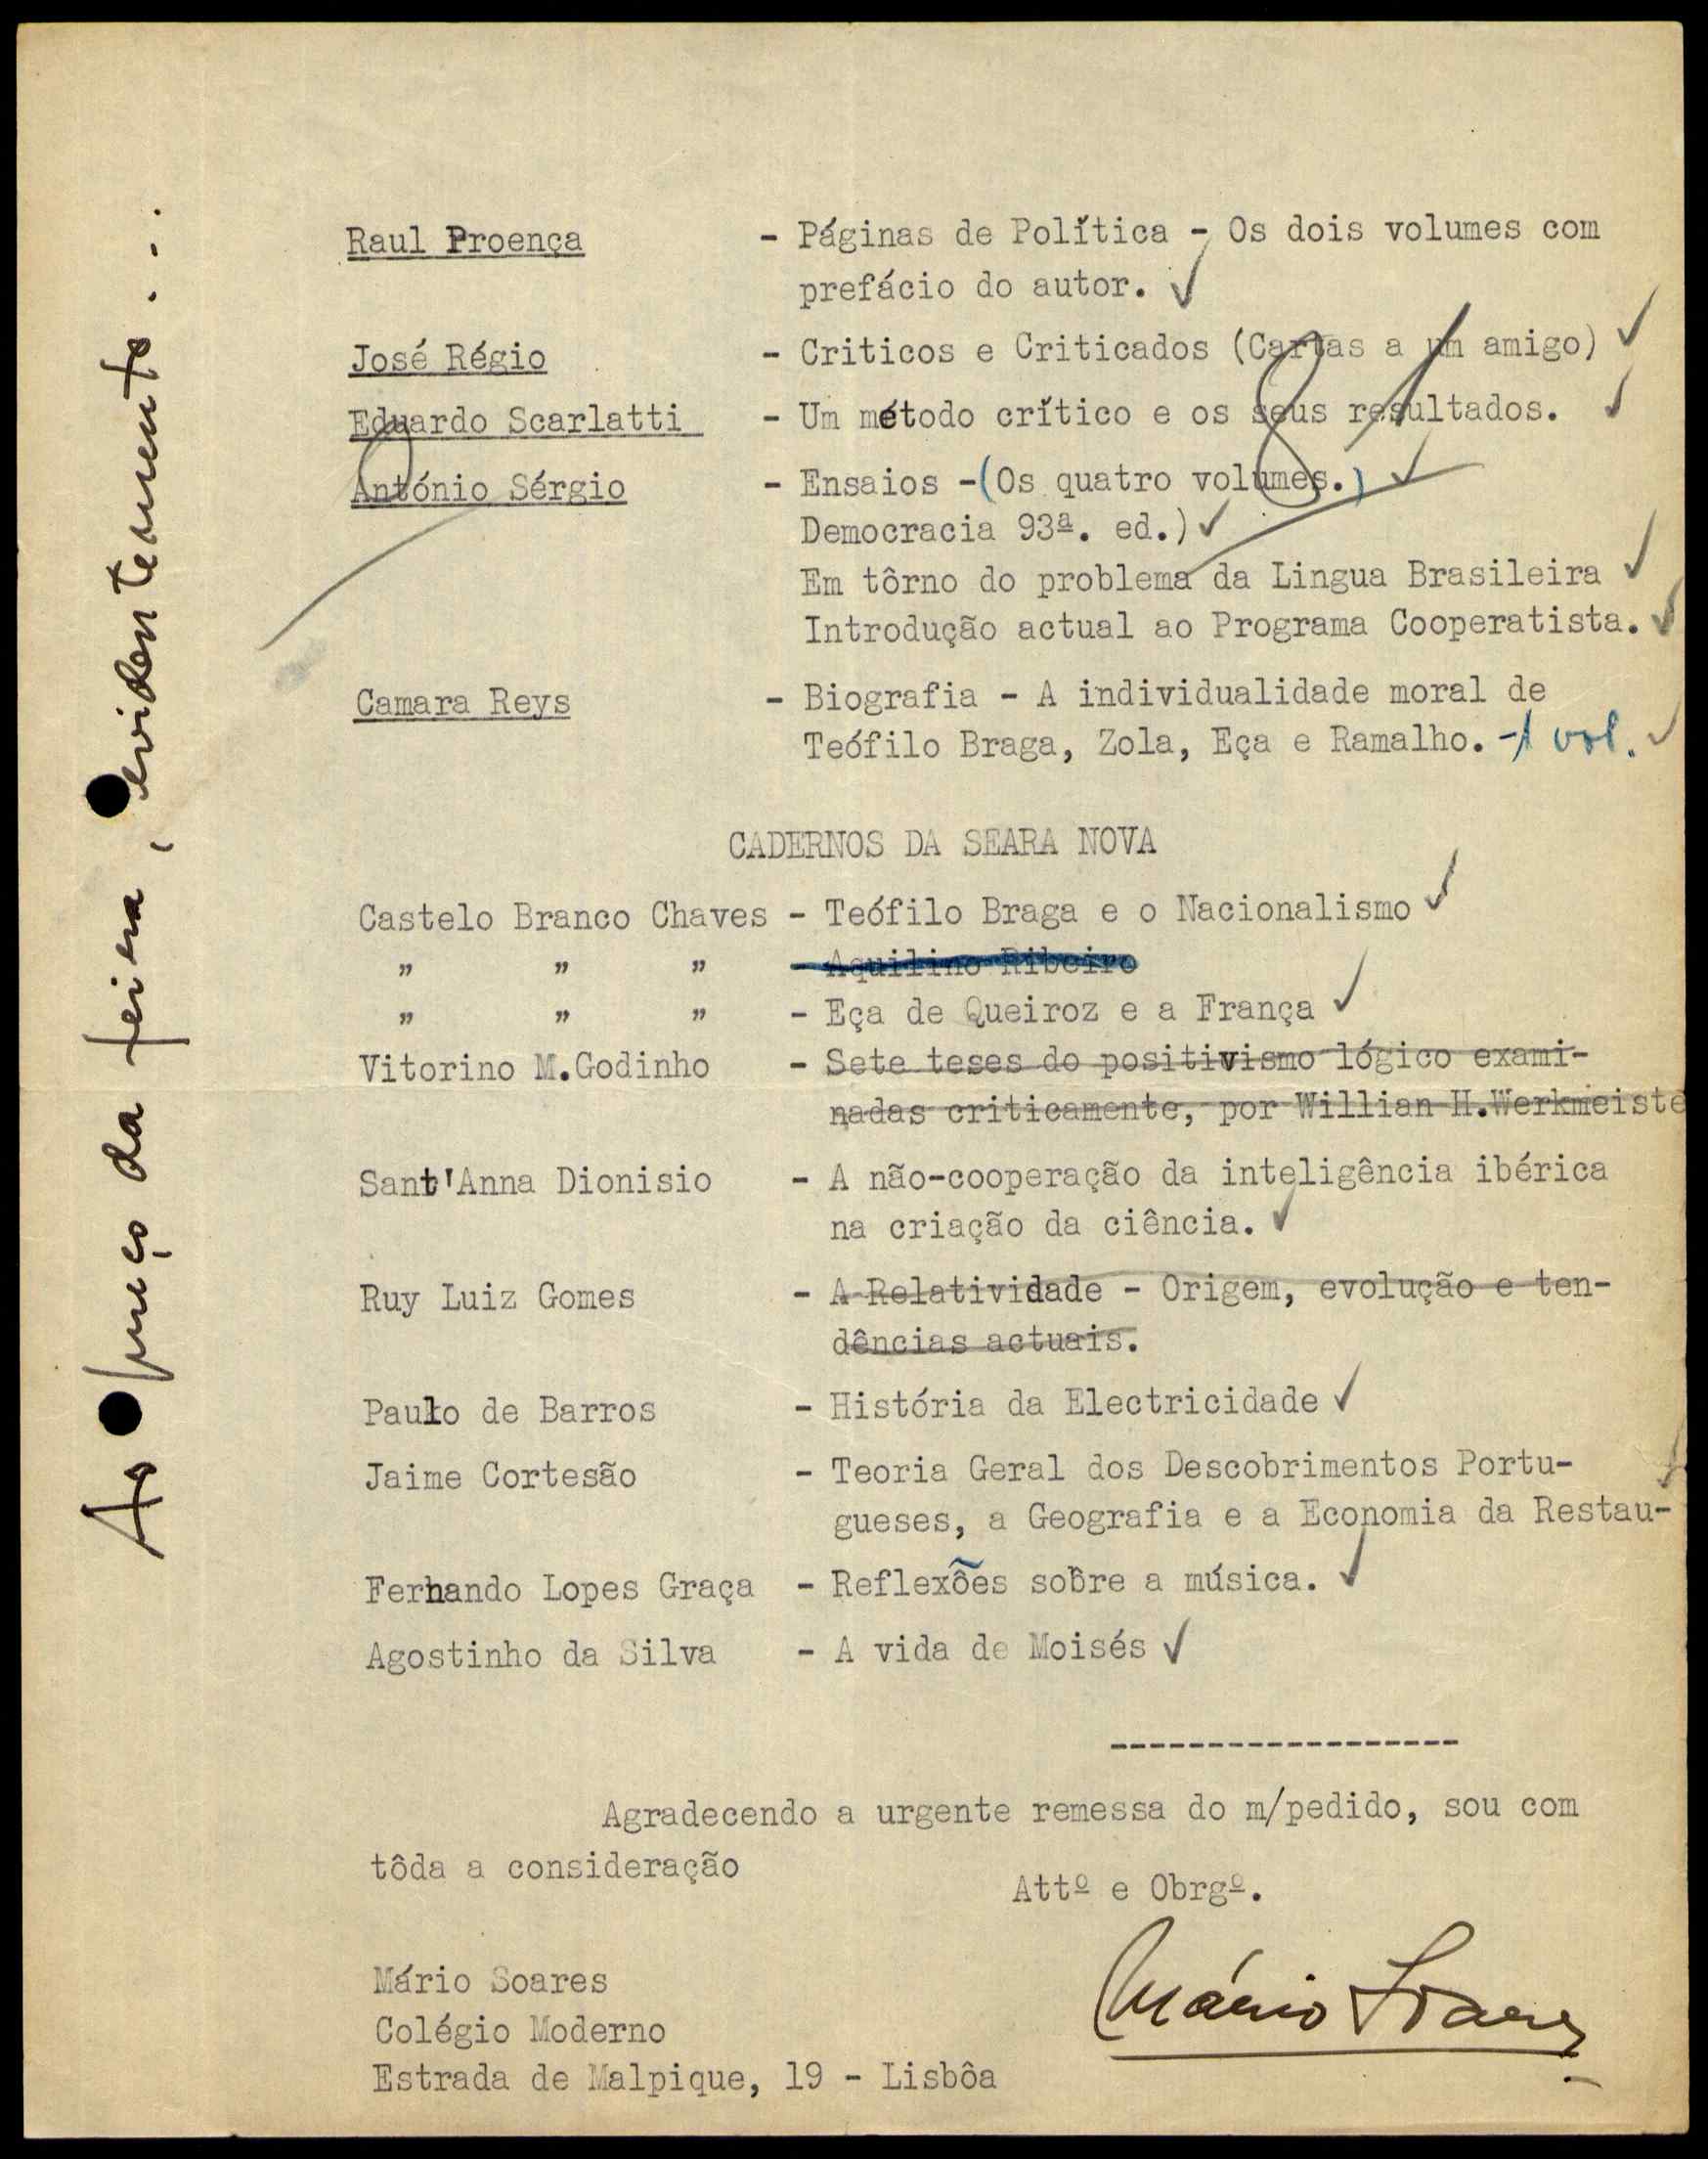 Raul Proença - Páginas de Política - Os dois volumes com
prefácio do autor.
José Régio - Criticos e Criticados (Cartas a um amigo)
Eduardo Scarlatti - Um método crítico e os seus resultados.
António Sérgio - Ensaios -(Os quatro volumes.)
Democracia 93ª. ed.)
Em tôrno do problema da Lingua Brasileira
Introdução actual ao Programa Cooperatista.
Camara Reys - Biografia - A individualidade moral de
Teófilo Braga, Zola, Eça e Ramalho. -1 vol.
CADERNOS DA SEARA NOVA
Castelo Branco Chaves - Teófilo Braga e o Nacionalismo
" " " - Aquilino Ribeiro
" " " - Eça de Queiroz e a França
Vitorino M.Godinho - Sete teses do positivismo lógico exami-
nadas criticamente, por Willian H.Werkmeiste
Sant'Anna Dionisio - A não-cooperação da inteligência ibérica
na criação da ciência.
Ruy Luiz Gomes - A Relatividade - Origem, evolução e ten-
dências actuais.
Paulo de Barros - História da Electricidade
Jaime Cortesão - Teoria Geral dos Descobrimentos Portu-
gueses, a Geografia e a Economia da Restau-
Fernando Lopes Graça - Reflexões sobre a música.
Agostinho da Silva - A vida de Moisés
-------------------
Agradecendo a urgente remessa do m/pedido, sou com
tôda a consideração
Attº e Obrgº.
Mário Soares
Mário Soares
Colégio Moderno
Estrada de Malpique, 19 - Lisbôa
Ao preço da feira, evidentemente...